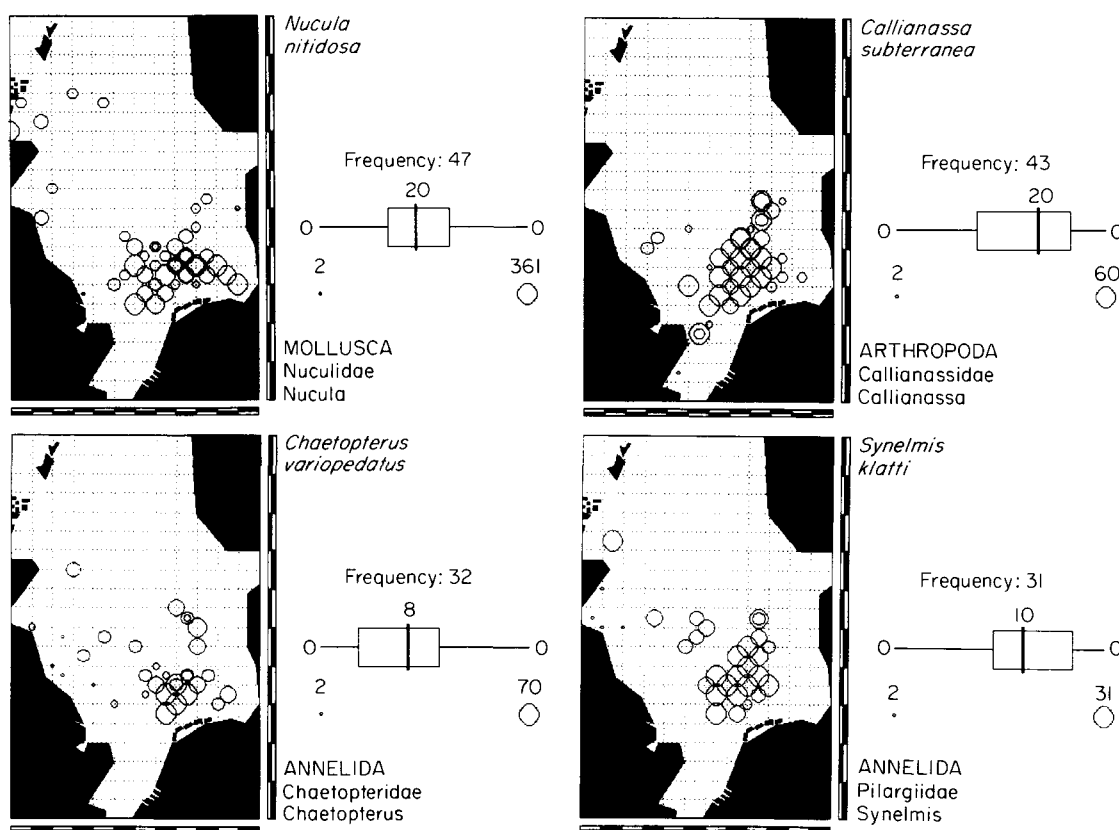 Nucula
nitidosa
Frequency: 47
20
0 0
2 361
MOLLUSCA
Nuculidae
Nucula
Callianassa
subterranea
Frequency: 43
20
0 0
2 60
ARTHROPODA
Callianassidae
Callianassa
Chaetopterus
variopedatus
Frequency: 32
8
0 0
2 70
ANNELIDA
Chaetopteridae
Chaetopterus
Synelmis
klatti
Frequency: 31
10
0 0
2 31
ANNELIDA
Pilargiidae
Synelmis